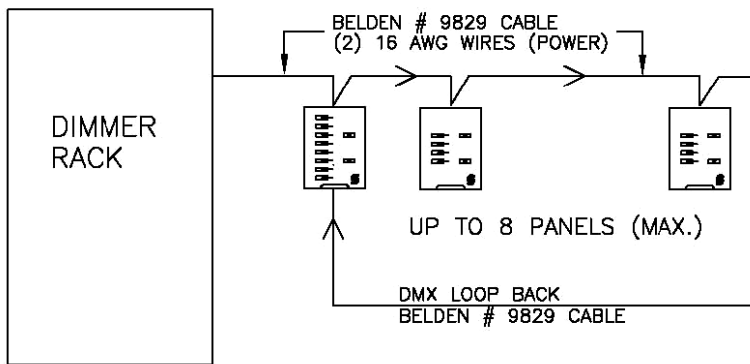 BELDEN # 9829 CABLE
(2) 16 AWG WIRES (POWER)
DIMMER
RACK
UP TO 8 PANELS (MAX.)
DMX LOOP BACK
BELDEN # 9829 CABLE